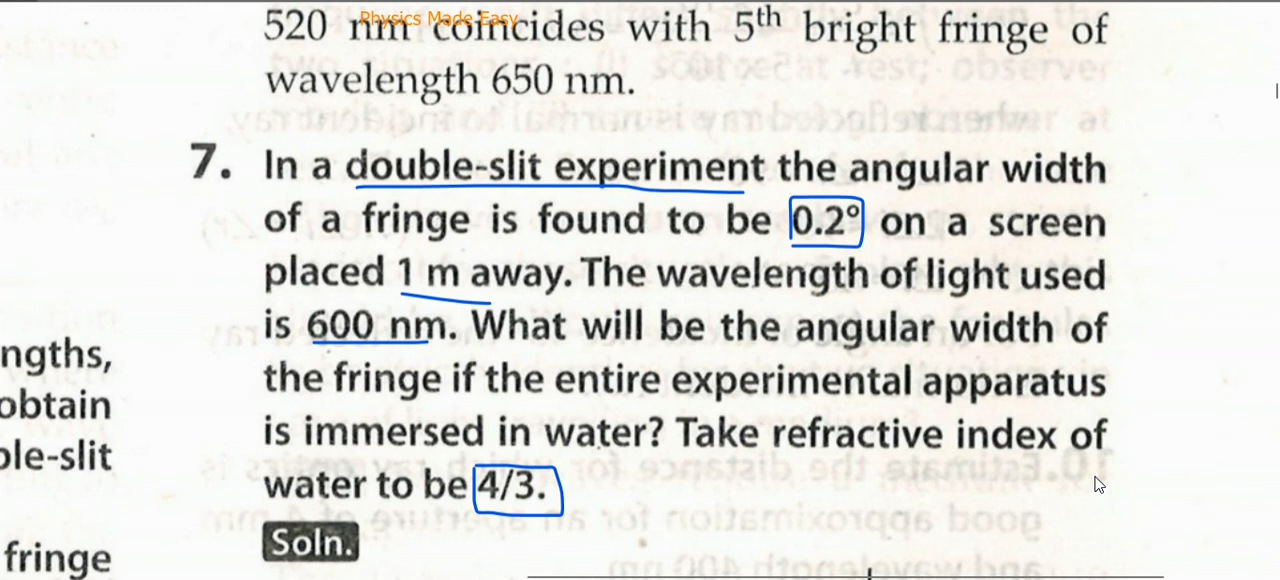 Physics Made Easy
520 nm coincides with 5th bright fringe of
wavelength 650 nm.
7. In a double-slit experiment the angular width
of a fringe is found to be 0.2° on a screen
placed 1 m away. The wavelength of light used
is 600 nm. What will be the angular width of
the fringe if the entire experimental apparatus
is immersed in water? Take refractive index of
water to be 4/3.
Soln.
ngths,
obtain
ole-slit
fringe